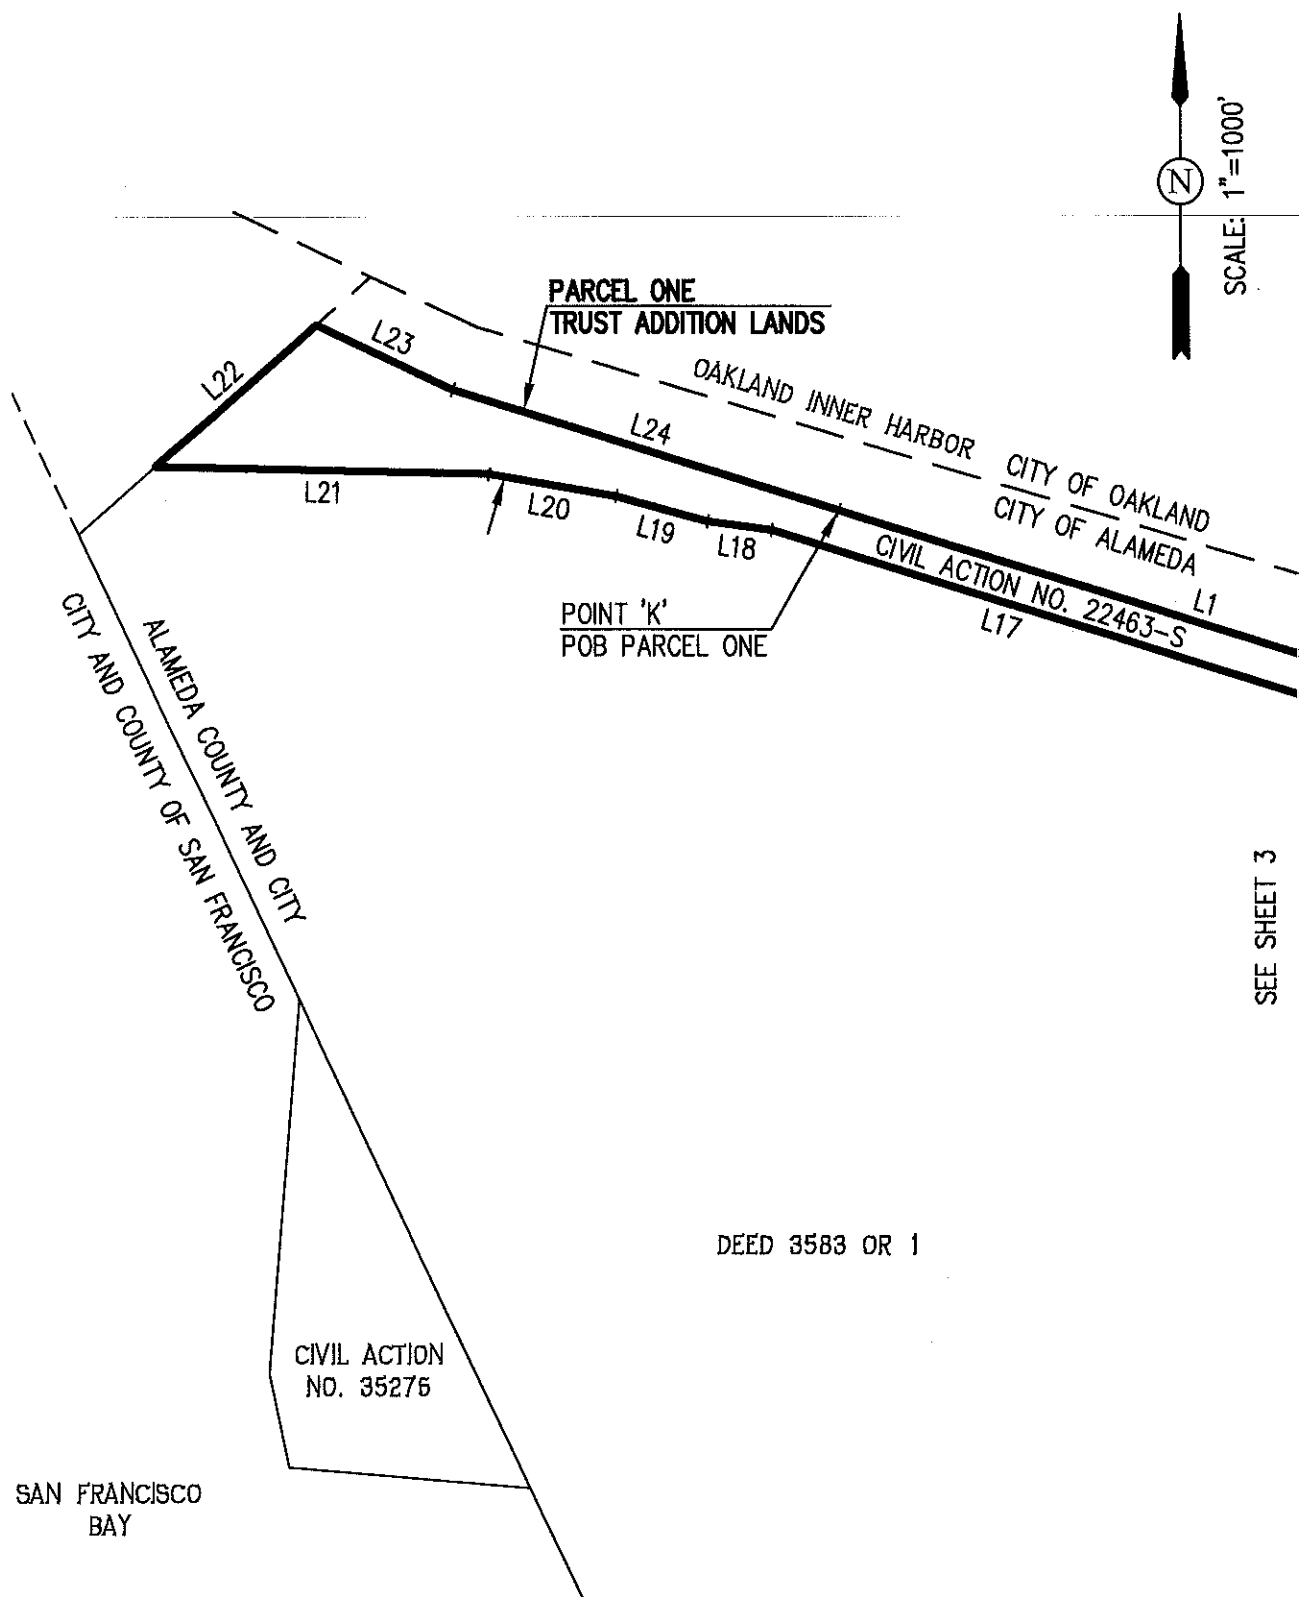 N
SCALE: 1"=1000'
PARCEL ONE
TRUST ADDITION LANDS
L23
L22
OAKLAND INNER HARBOR
L24
CITY OF OAKLAND
CITY OF ALAMEDA
L21
L20
L19
L18
CIVIL ACTION NO. 22463-S
L1
L17
POINT 'K'
POB PARCEL ONE
ALAMEDA COUNTY AND CITY
CITY AND COUNTY OF SAN FRANCISCO
SEE SHEET 3
DEED 3583 OR 1
CIVIL ACTION
NO. 35276
SAN FRANCISCO
BAY